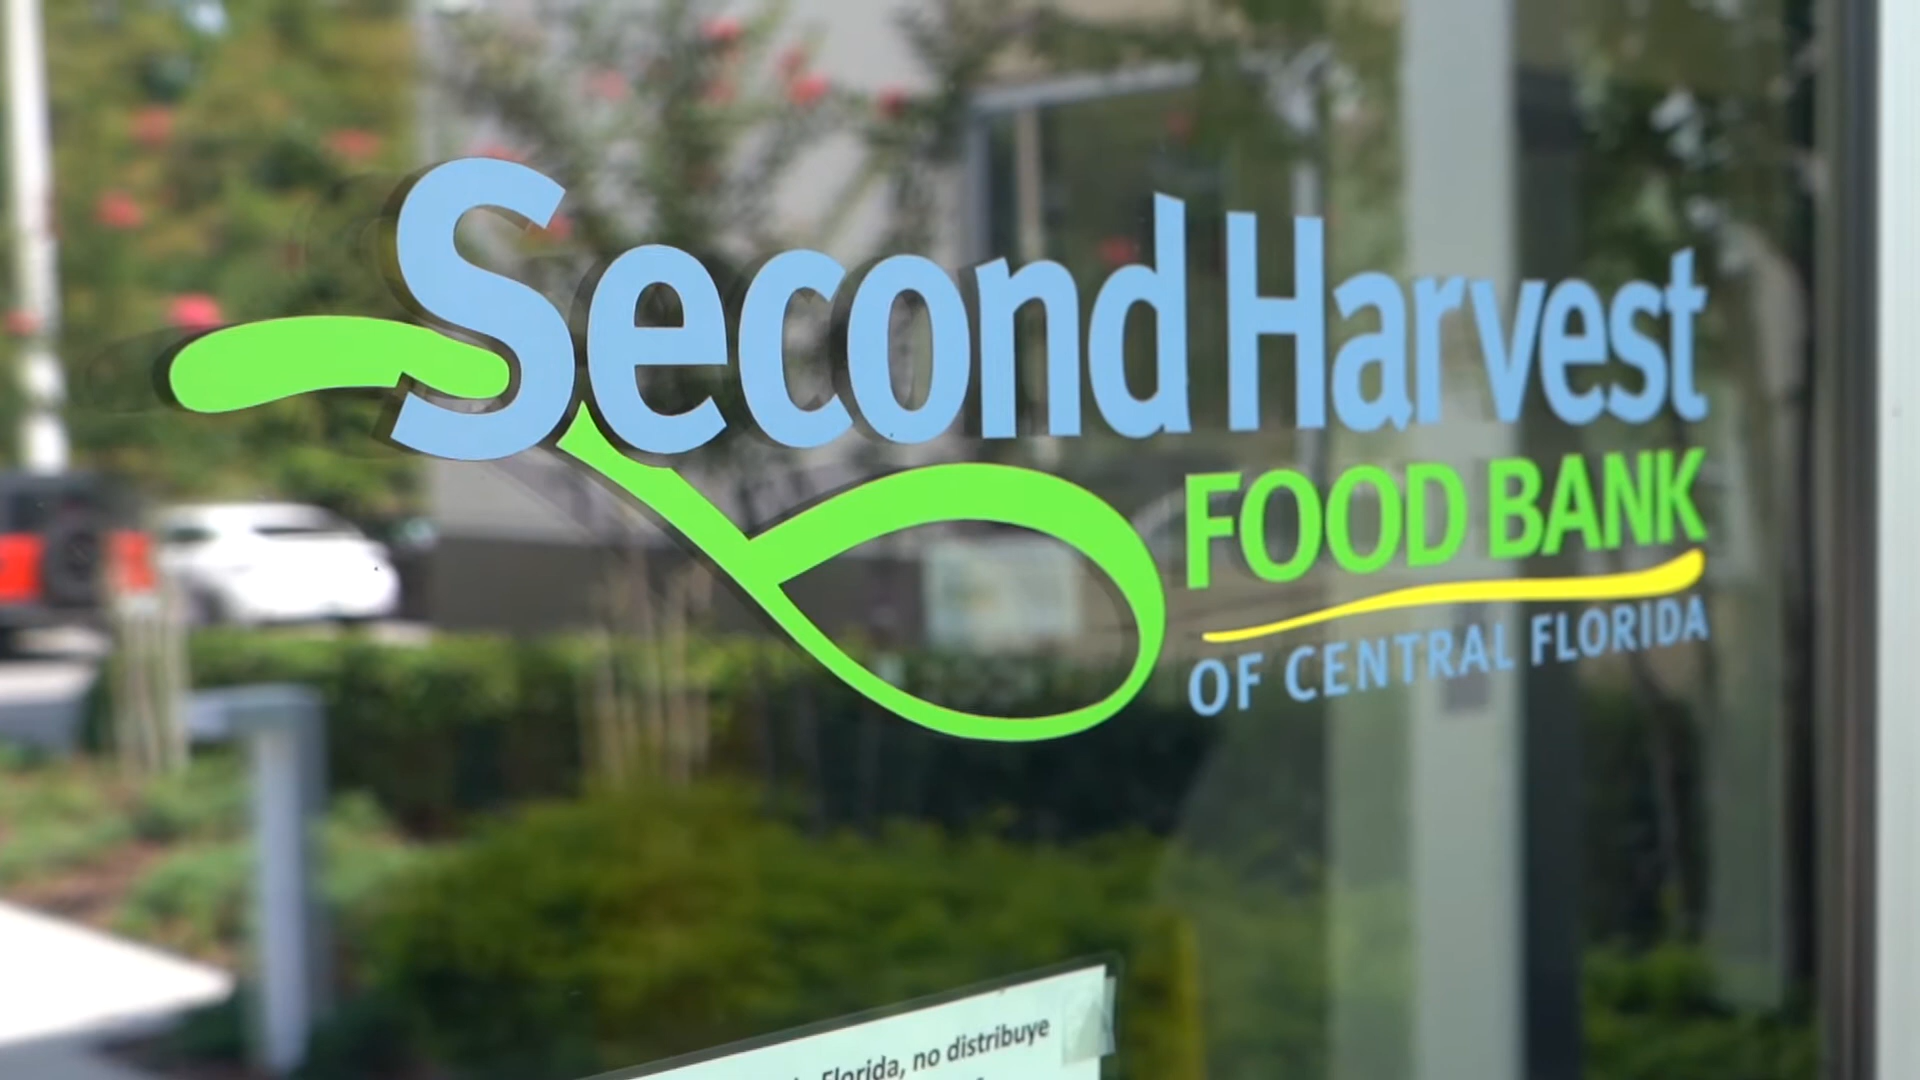 Second Harvest
FOOD BANK
OF CENTRAL FLORIDA
Florida, no distribuye